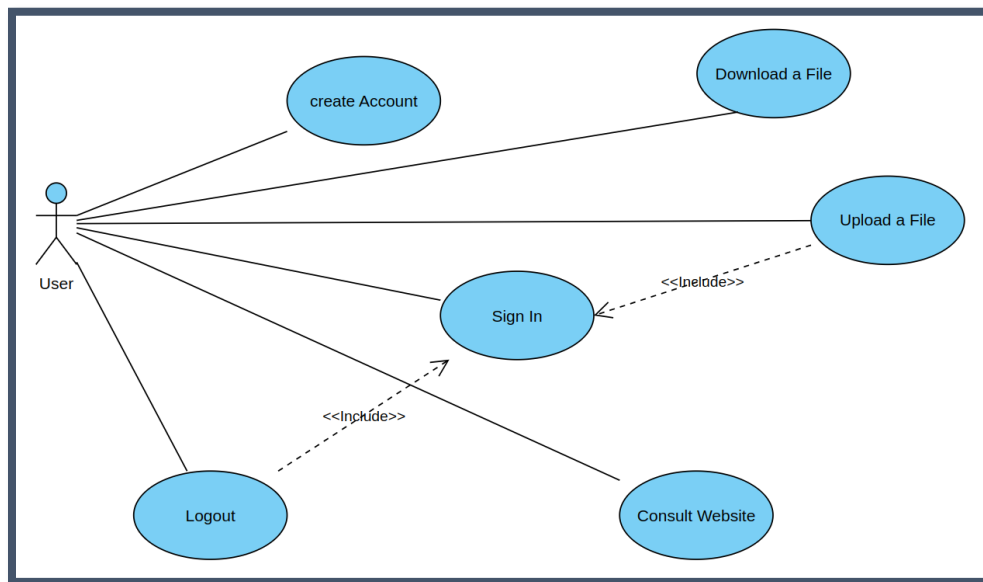 Download a File
create Account
Upload a File
User
<<Include>>
Sign In
<<Include>>
Logout
Consult Website